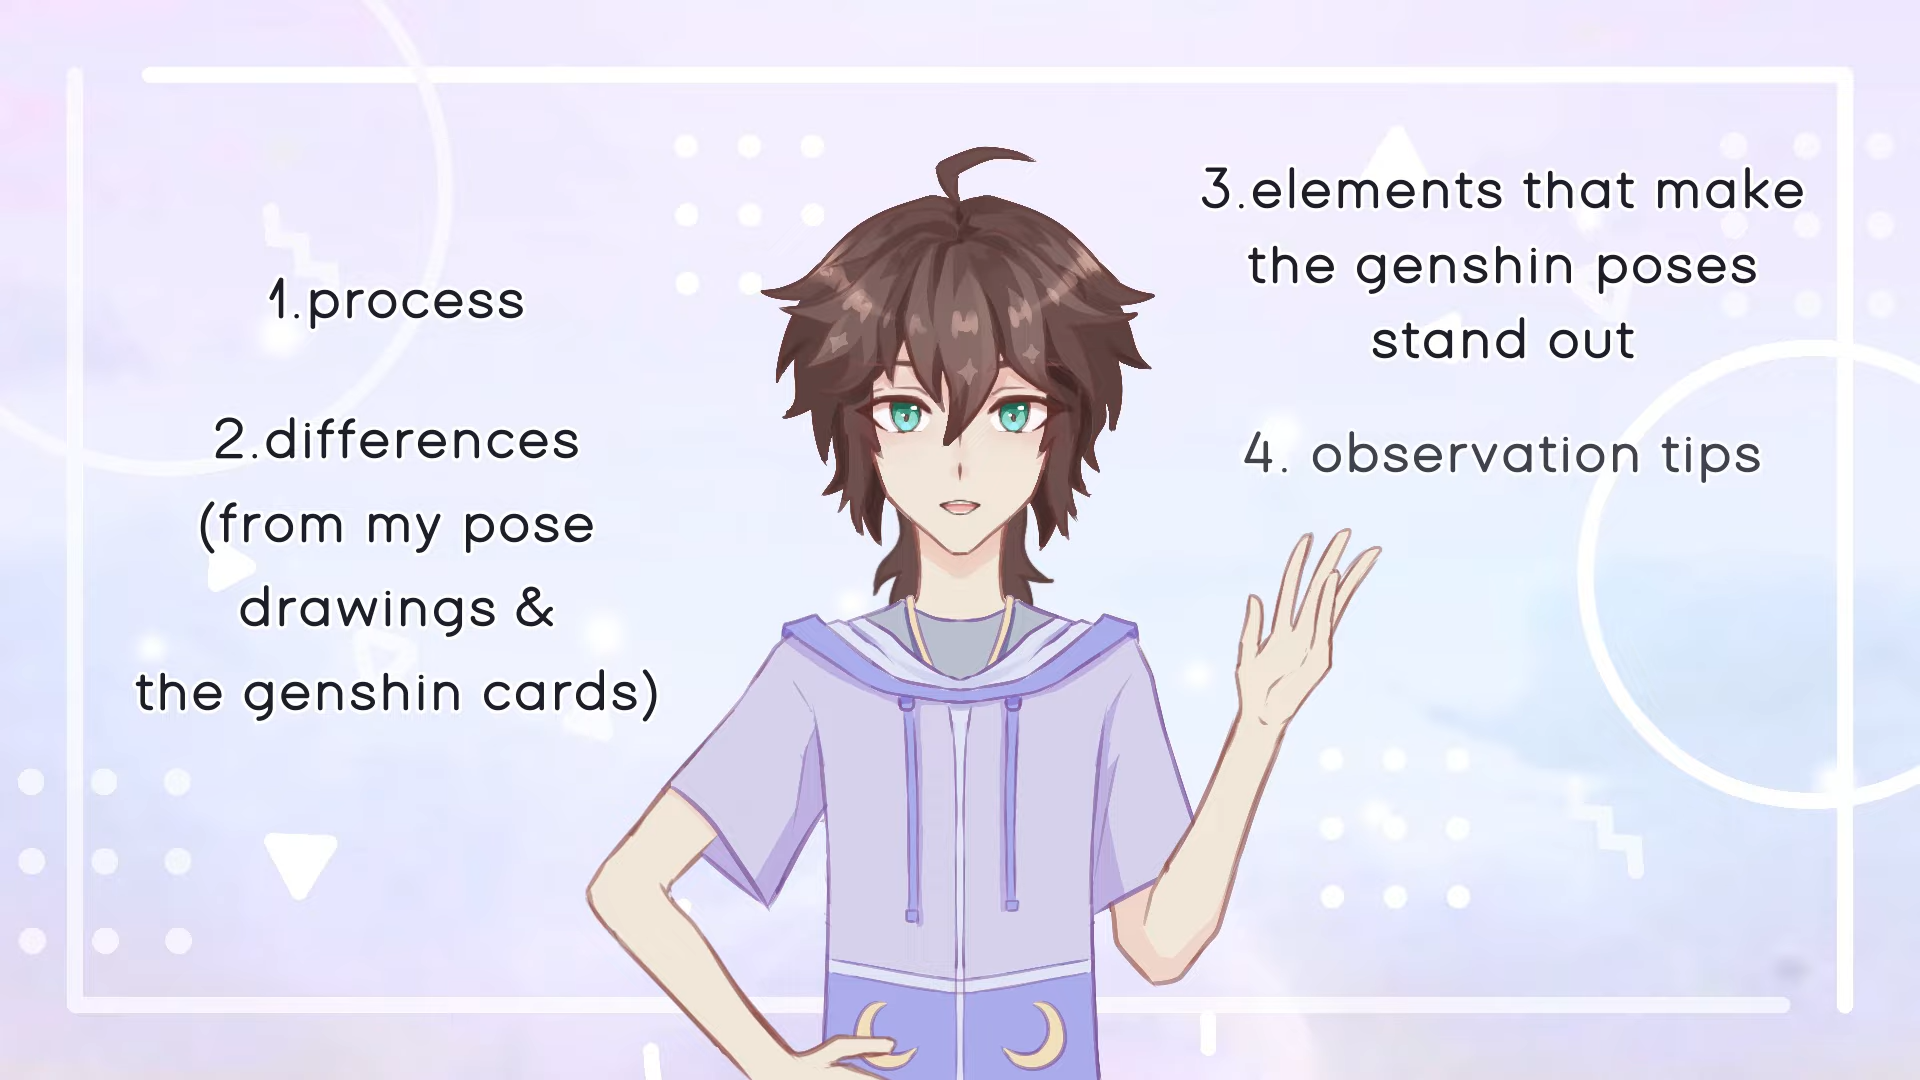 1.process
2.differences
(from my pose
drawings &
the genshin cards)
3.elements that make
the genshin poses
stand out
4. observation tips